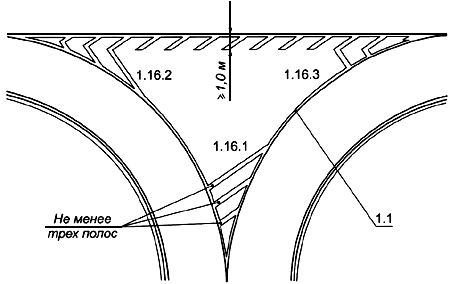 ≥1,0 м
1.16.2
1.16.3
1.16.1
Не менее
трех полос
1.1